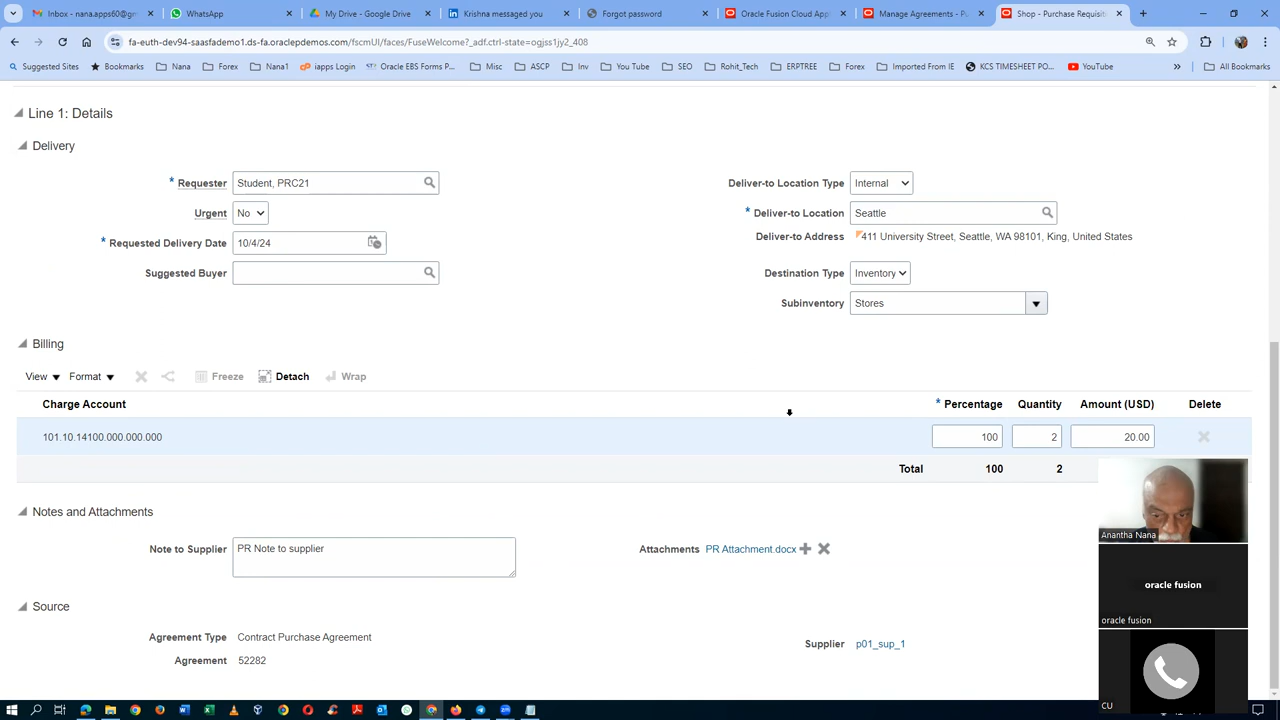 Inbox - nana.apps60@gm
WhatsApp
My Drive - Google Drive
Krishna messaged you
Forgot password
Oracle Fusion Cloud App
Manage Agreements - Pu
Shop - Purchase Requisiti
fa-euth-dev94-saasfademo1.ds-fa.oraclepdemos.com/fscmUI/faces/FuseWelcome?_adf.ctrl-state=ogjss1jy2_408
Suggested Sites
Bookmarks
Nana
Forex
Nana1
iapps Login
Oracle EBS Forms P...
Misc
ASCP
Inv
You Tube
SEO
Rohit_Tech
ERPTREE
Forex
Imported From IE
KCS TIMESHEET PO...
YouTube
All Bookmarks
Line 1: Details
Delivery
* Requester Student, PRC21
Deliver-to Location Type Internal
Urgent No
* Deliver-to Location Seattle
* Requested Delivery Date 10/4/24
Deliver-to Address 411 University Street, Seattle, WA 98101, King, United States
Suggested Buyer
Destination Type Inventory
Subinventory Stores
Billing
View Format Freeze Detach Wrap
Charge Account * Percentage Quantity Amount (USD) Delete
101.10.14100.000.000.000 100 2 20.00
Total 100 2
Notes and Attachments
Note to Supplier PR Note to supplier
Attachments PR Attachment.docx
Source
Agreement Type Contract Purchase Agreement
Supplier p01_sup_1
Agreement 52282
Anantha Nana
oracle fusion
oracle fusion
CU